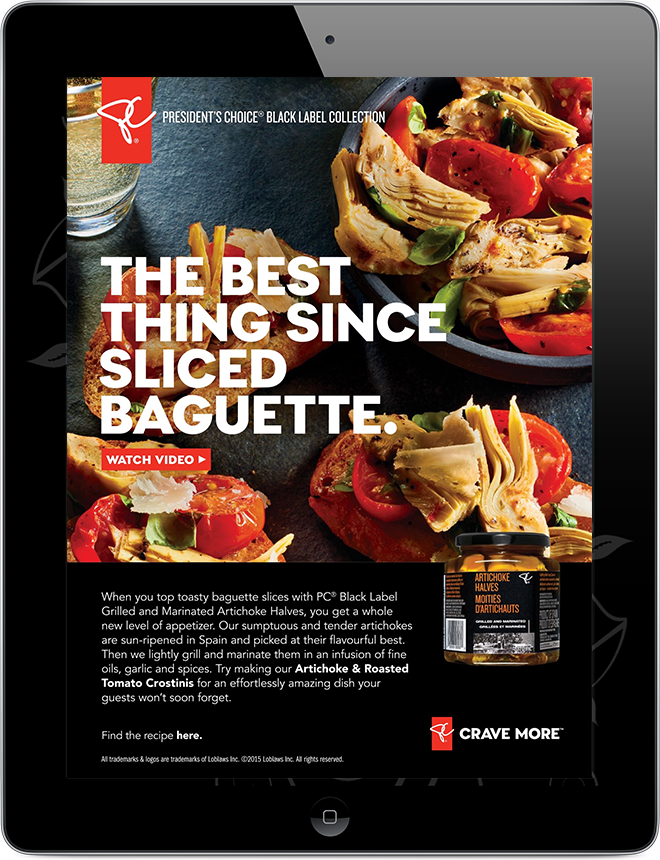 PRESIDENT'S CHOICE® BLACK LABEL COLLECTION
THE BEST
THING SINCE
SLICED
BAGUETTE.
WATCH VIDEO
When you top toasty baguette slices with PC® Black Label
Grilled and Marinated Artichoke Halves, you get a whole
new level of appetizer. Our sumptuous and tender artichokes
are sun-ripened in Spain and picked at their flavourful best.
Then we lightly grill and marinate them in an infusion of fine
oils, garlic and spices. Try making our Artichoke & Roasted
Tomato Crostinis for an effortlessly amazing dish your
guests won't soon forget.
ARTICHOKE
HALVES
MOITIÉS
D'ARTICHAUTS
GRILLED AND MARINATED
GRILLÉES ET MARINÉES
Find the recipe here.
CRAVE MORE™
All trademarks & logos are trademarks of Loblaws Inc. ©2015 Loblaws Inc. All rights reserved.